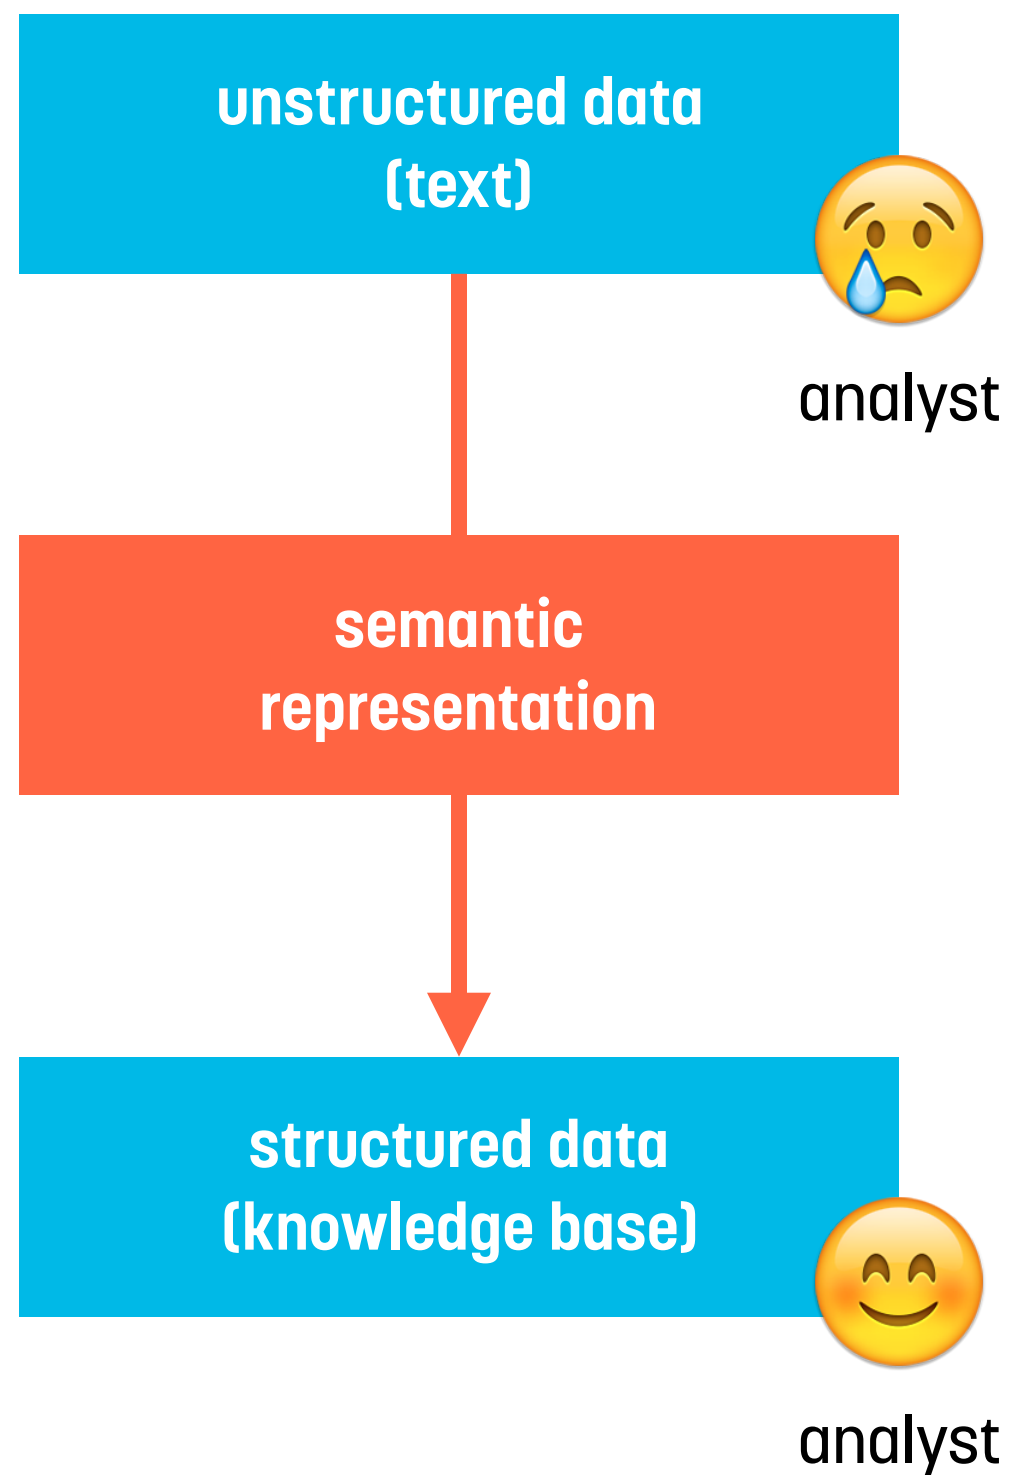 unstructured data
(text)
analyst
semantic
representation
structured data
(knowledge base)
analyst